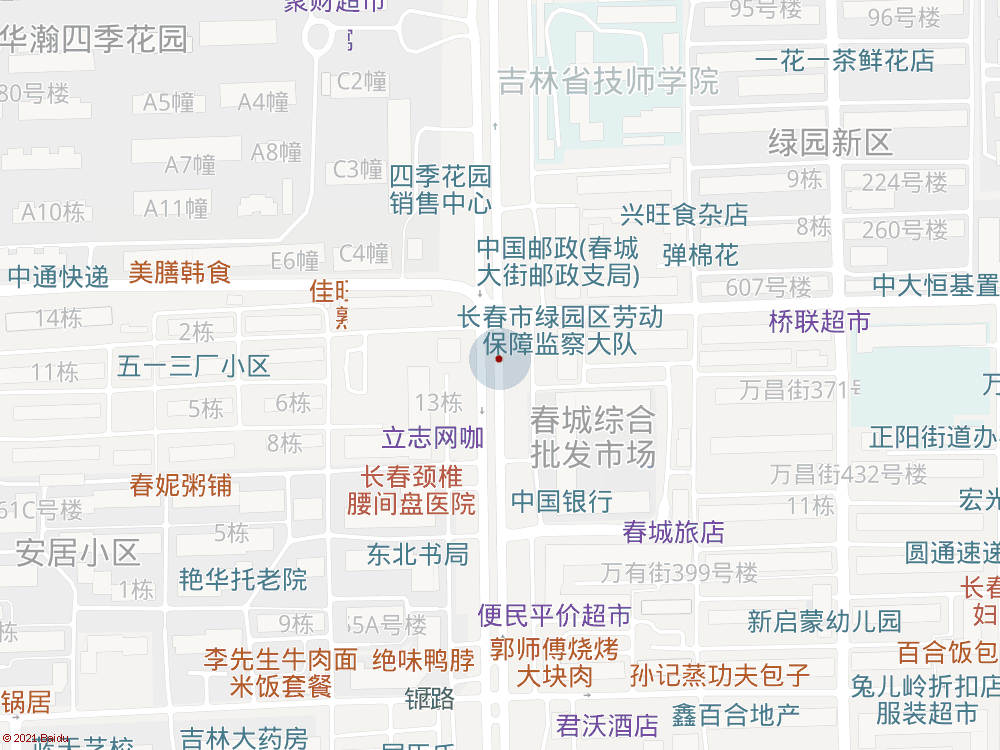 聚财超市
95号楼
96号楼
华瀚四季花园
一花一茶鲜花店
C2幢
吉林省技师学院
80号楼
A5幢
A4幢
绿园新区
A7幢
A8幢
C3幢
四季花园
销售中心
9栋
224号楼
A10栋
A11幢
兴旺食杂店
8栋
260号楼
中国邮政(春城
大街邮政支局)
弹棉花
E6幢
C4幢
中通快递
美膳韩食
607号楼
中大恒基置
佳旺
14栋
2栋
长春市绿园区劳动
保障监察大队
桥联超市
五一三厂小区
11栋
万昌街371号
5栋
6栋
13栋
春城综合
批发市场
8栋
立志网咖
正阳街道办
万昌街432号楼
春妮粥铺
长春颈椎
腰间盘医院
中国银行
11栋
宏光
61C号楼
5栋
春城旅店
安居小区
东北书局
圆通速递
1栋
艳华托老院
万有街399号楼
长春
妇
便民平价超市
新启蒙幼儿园
栋
9栋
55A号楼
郭师傅烧烤
大块肉
百合饭包
李先生牛肉面
米饭套餐
绝味鸭脖
孙记蒸功夫包子
兔儿岭折扣店
服装超市
锅居
君沃酒店
鑫百合地产
吉林大药房
蓝天艺校
© 2021 Baidu